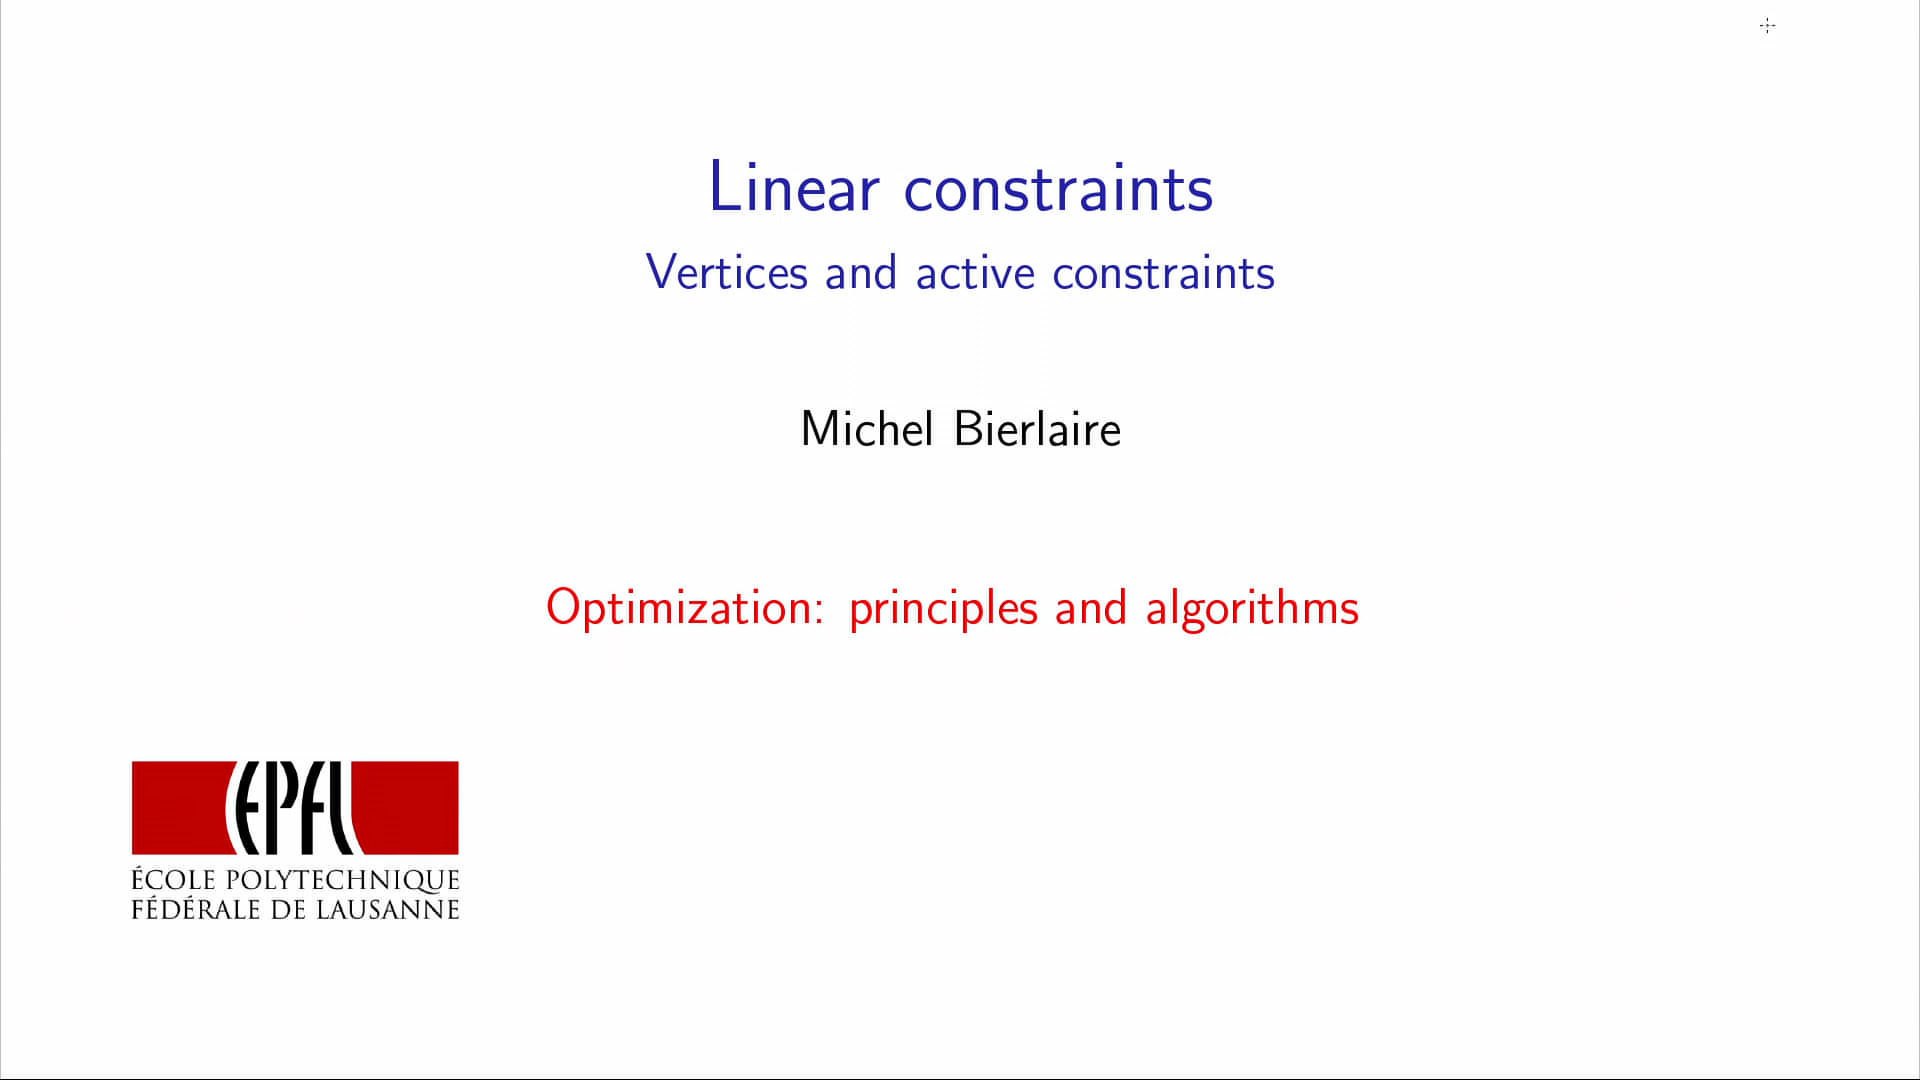 Linear constraints
Vertices and active constraints
Michel Bierlaire
Optimization: principles and algorithms
EPFL
ÉCOLE POLYTECHNIQUE
FÉDÉRALE DE LAUSANNE